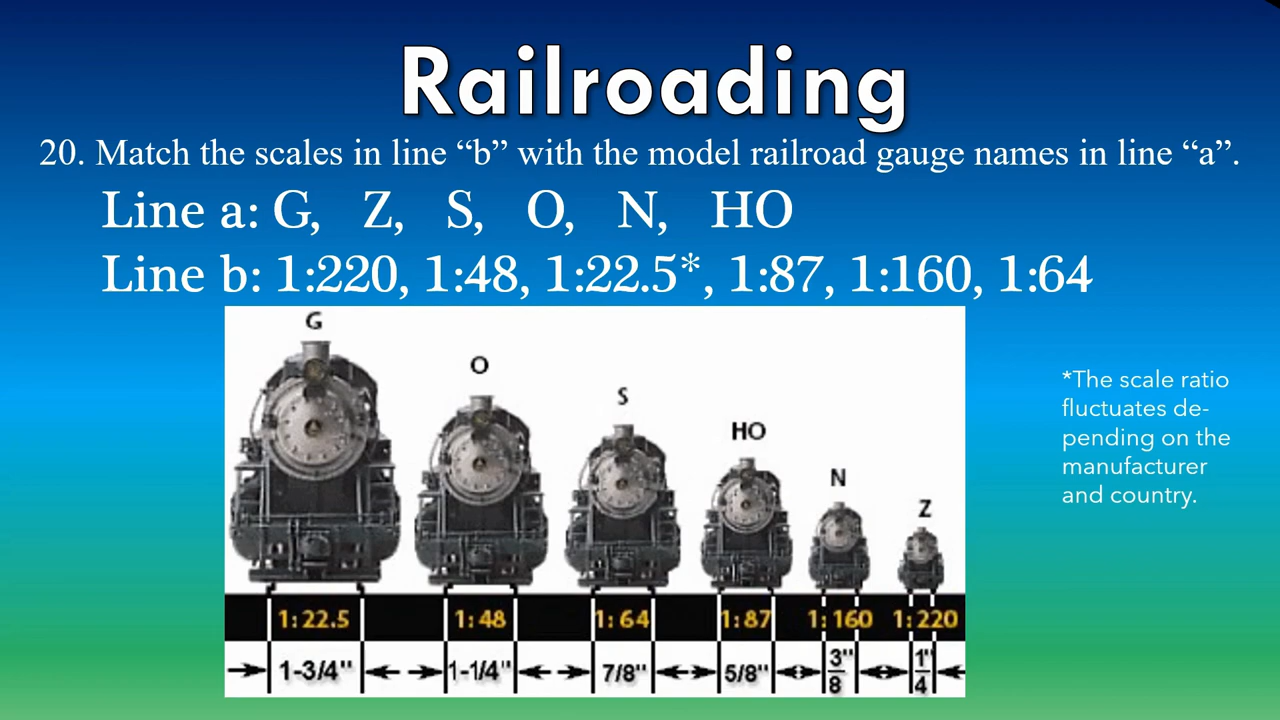 Railroading
20. Match the scales in line “b” with the model railroad gauge names in line “a”.
Line a: G, Z, S, O, N, HO
Line b: 1:220, 1:48, 1:22.5*, 1:87, 1:160, 1:64
G
O
S
HO
N
Z
*The scale ratio
fluctuates de-
pending on the
manufacturer
and country.
1:22.5 1:48 1:64 1:87 1:160 1:220
1-3/4" 1-1/4" 7/8" 5/8" 3"/8 1"/4